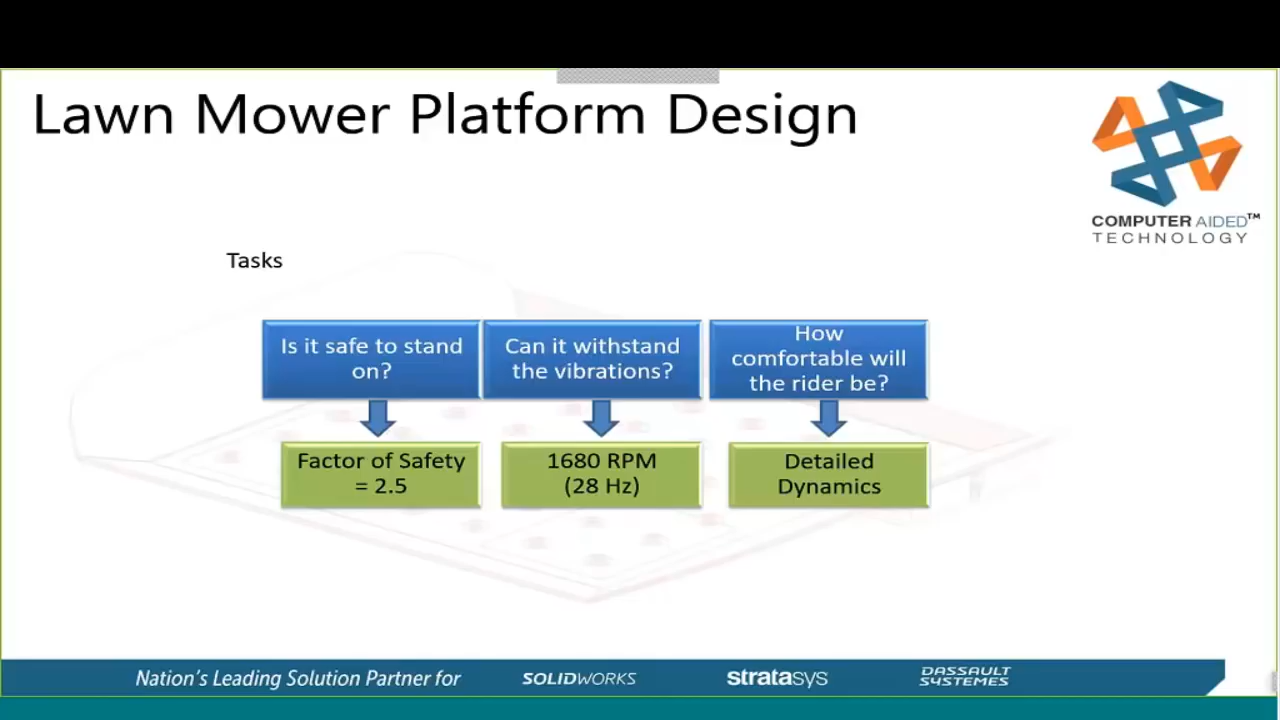 Lawn Mower Platform Design
COMPUTER AIDED™
TECHNOLOGY
Tasks
Is it safe to stand
on?
Can it withstand
the vibrations?
How
comfortable will
the rider be?
Factor of Safety
= 2.5
1680 RPM
(28 Hz)
Detailed
Dynamics
Nation's Leading Solution Partner for
SOLIDWORKS
stratasys
DASSAULT
SYSTEMES